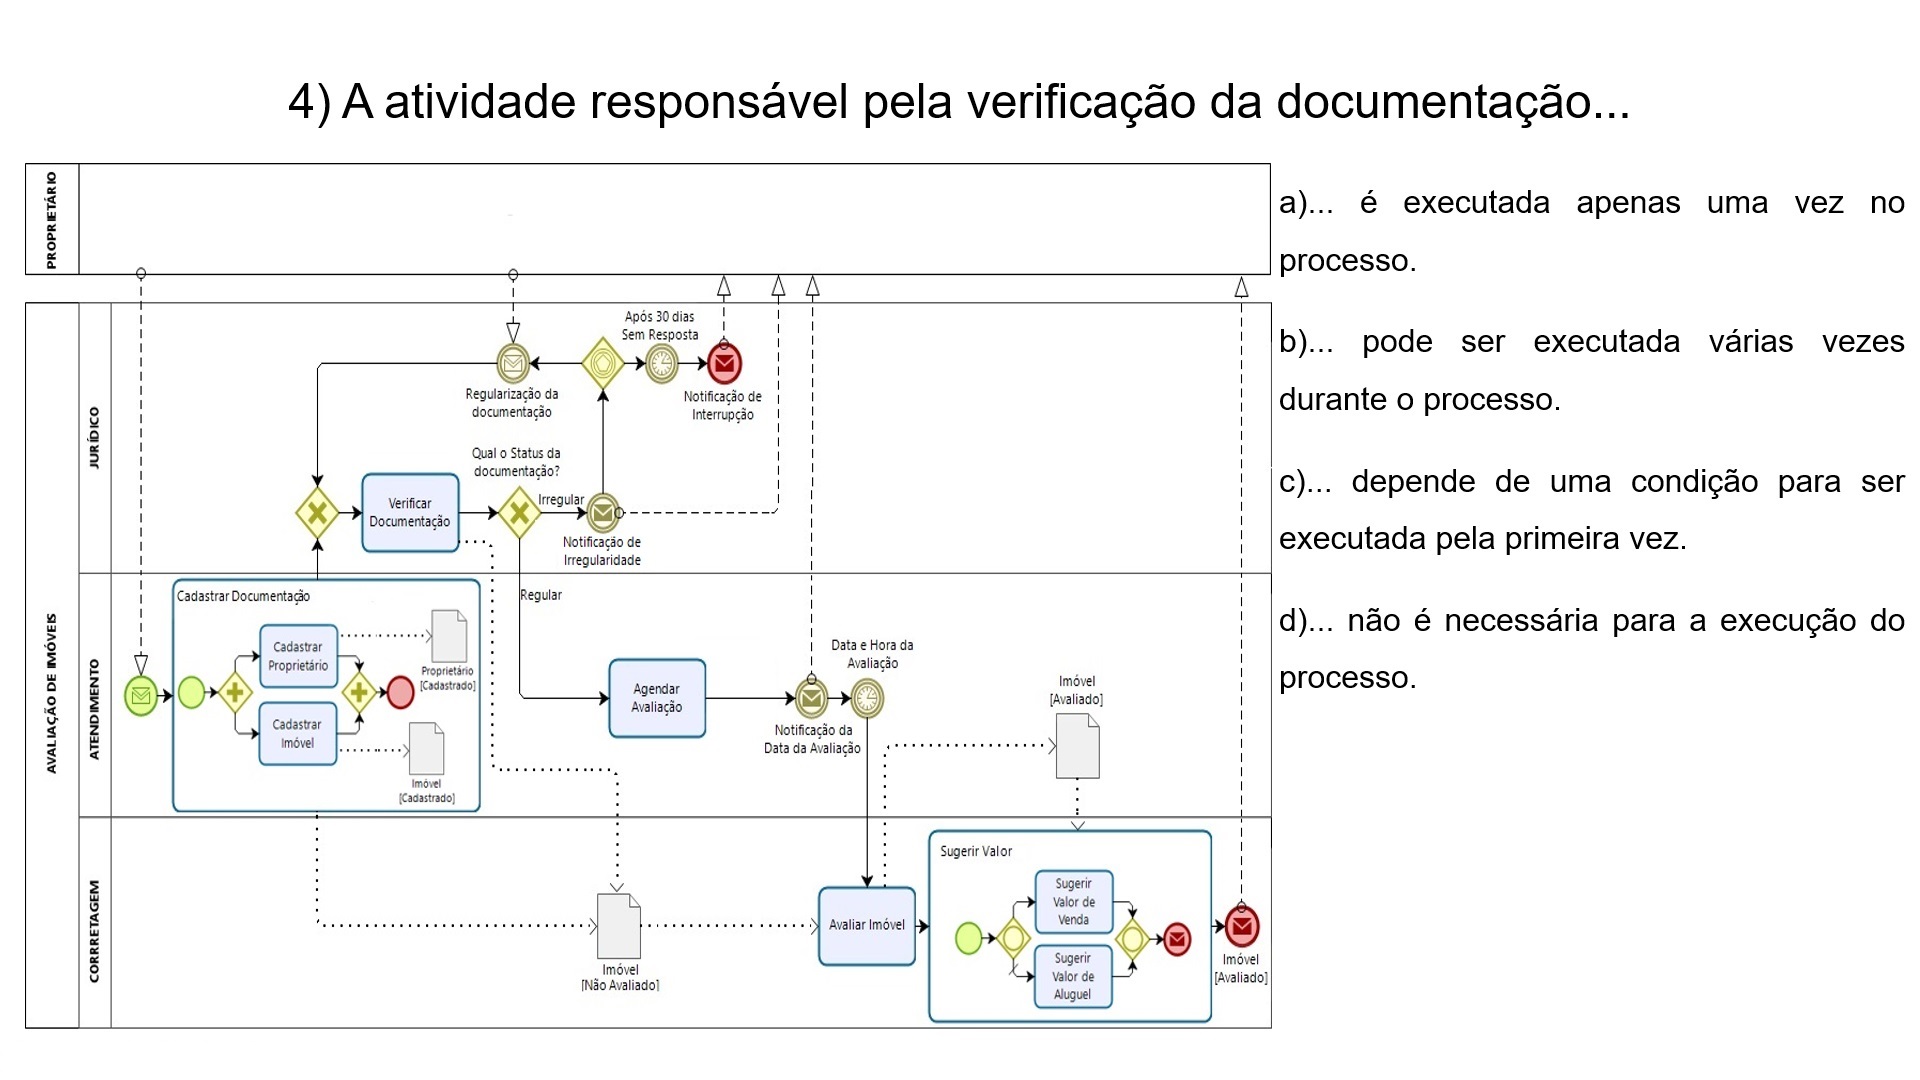 4) A atividade responsável pela verificação da documentação...
a)... é executada apenas uma vez no
processo.
b)... pode ser executada várias vezes
durante o processo.
c)... depende de uma condição para ser
executada pela primeira vez.
d)... não é necessária para a execução do
processo.
PROPRIETÁRIO
AVALIAÇÃO DE IMÓVEIS
JURÍDICO
Após 30 dias
Sem Resposta
Regularização da
documentação
Notificação de
Interrupção
Qual o Status da
documentação?
Verificar
Documentação
Irregular
Notificação de
Irregularidade
Regular
ATENDIMENTO
Cadastrar Documentação
Cadastrar
Proprietário
Proprietário
[Cadastrado]
Cadastrar
Imóvel
Imóvel
[Cadastrado]
Agendar
Avaliação
Notificação da
Data da Avaliação
Data e Hora da
Avaliação
Imóvel
[Avaliado]
CORRETAGEM
Imóvel
[Não Avaliado]
Avaliar Imóvel
Sugerir Valor
Sugerir
Valor de
Venda
Sugerir
Valor de
Aluguel
Imóvel
[Avaliado]